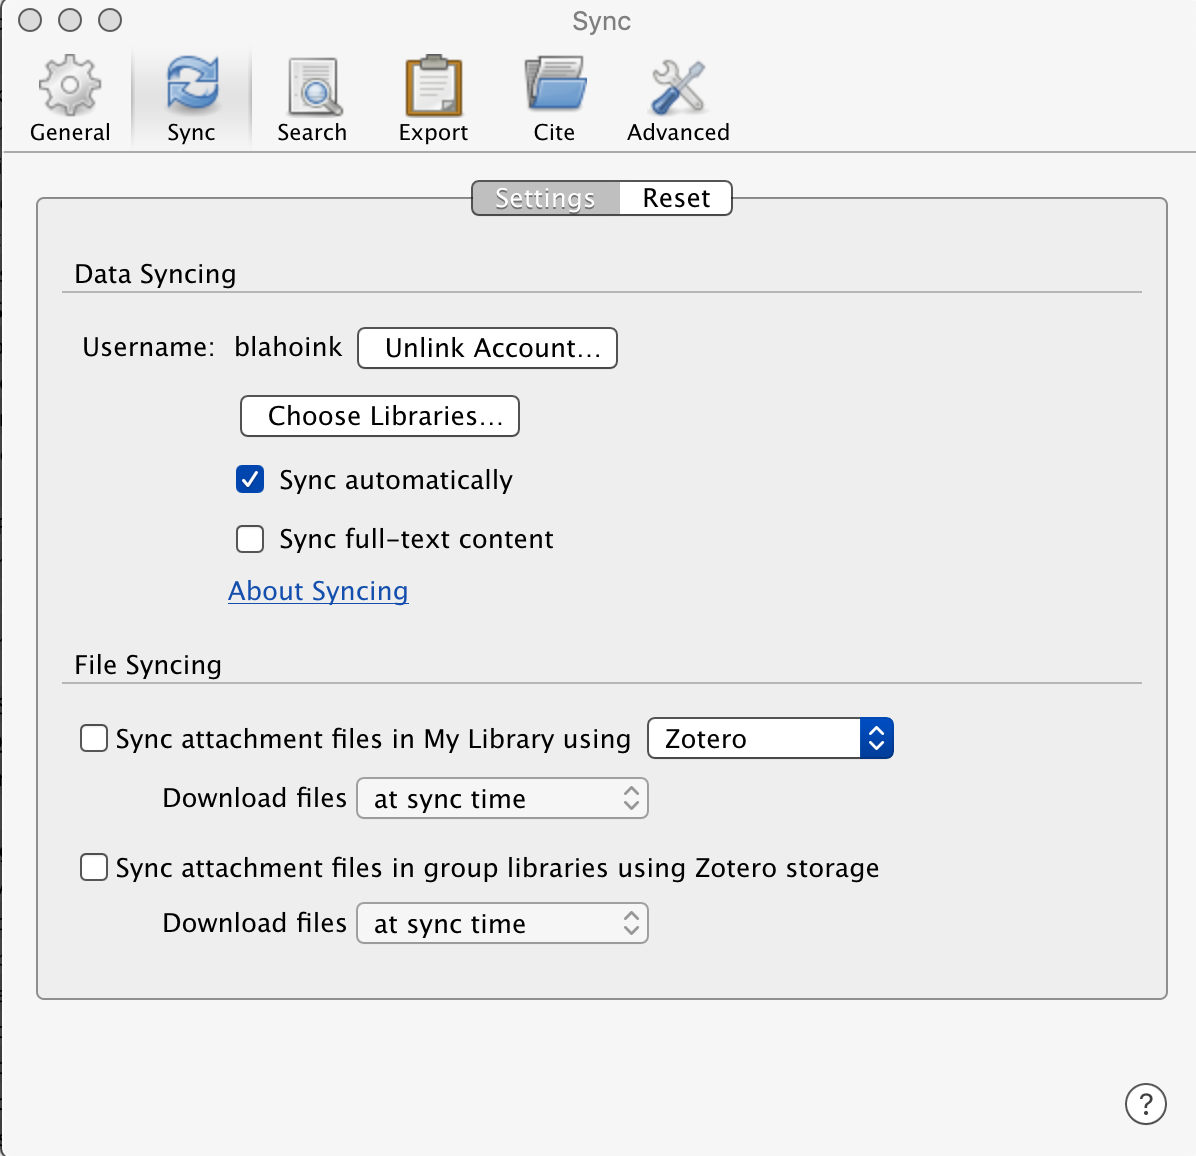 Sync
General Sync Search Export Cite Advanced
Settings Reset
Data Syncing
Username: blahoink Unlink Account...
Choose Libraries...
Sync automatically
Sync full-text content
About Syncing
File Syncing
Sync attachment files in My Library using Zotero
Download files at sync time
Sync attachment files in group libraries using Zotero storage
Download files at sync time
?